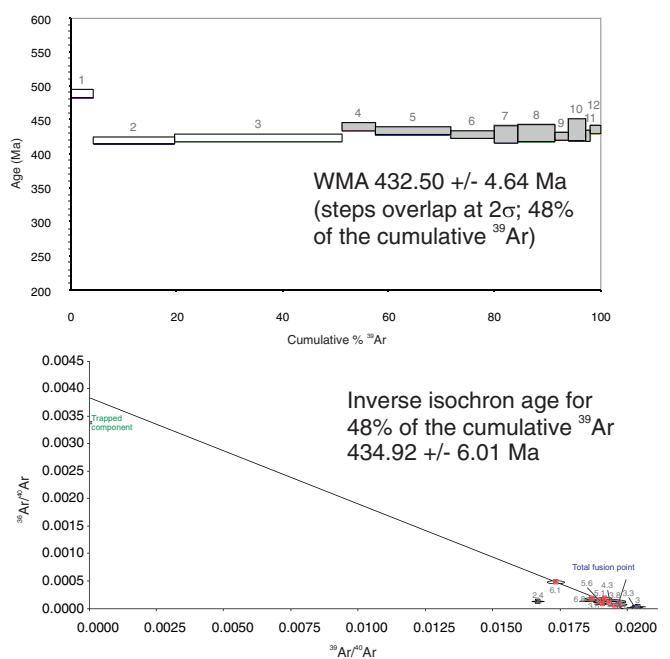 600
500
450
400
350
300
250
200
Age (Ma)
1
2
3
4
5
6
7
8
9
10
11
12
WMA 432.50 +/- 4.64 Ma
(steps overlap at 2σ; 48%
of the cumulative ³⁹Ar)
0 20 40 60 80 100
Cumulative % ³⁹Ar
0.0045
0.0040
0.0035
0.0030
0.0025
0.0020
0.0015
0.0010
0.0005
0.0000
³⁶Ar/⁴⁰Ar
Trapped
component
Inverse isochron age for
48% of the cumulative ³⁹Ar
434.92 +/- 6.01 Ma
Total fusion point
2.4
6.1
5.6
4.3
5.1
3.8
3.3
3
0.0000 0.0025 0.0050 0.0075 0.0100 0.0125 0.0150 0.0175 0.0200
³⁹Ar/⁴⁰Ar